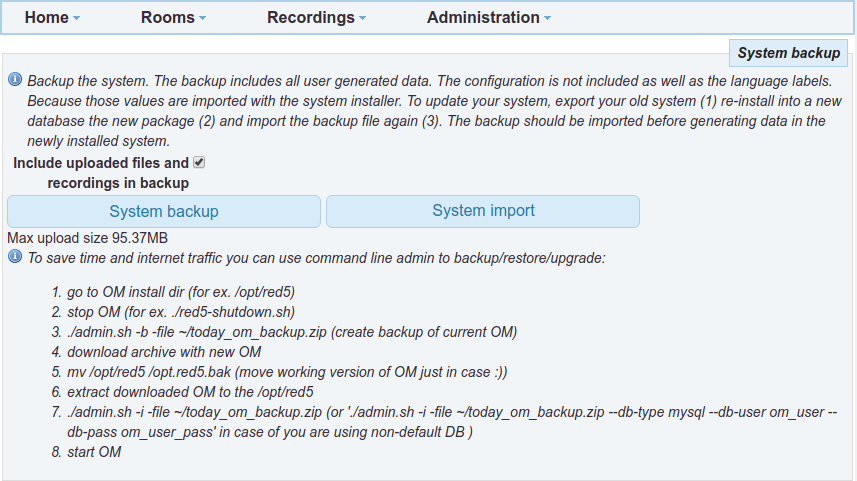 Home Rooms Recordings Administration
System backup
Backup the system. The backup includes all user generated data. The configuration is not included as well as the language labels.
Because those values are imported with the system installer. To update your system, export your old system (1) re-install into a new
database the new package (2) and import the backup file again (3). The backup should be imported before generating data in the
newly installed system.
Include uploaded files and
recordings in backup
System backup System import
Max upload size 95.37MB
To save time and internet traffic you can use command line admin to backup/restore/upgrade:
1. go to OM install dir (for ex. /opt/red5)
2. stop OM (for ex. ./red5-shutdown.sh)
3. ./admin.sh -b -file ~/today_om_backup.zip (create backup of current OM)
4. download archive with new OM
5. mv /opt/red5 /opt.red5.bak (move working version of OM just in case :))
6. extract downloaded OM to the /opt/red5
7. ./admin.sh -i -file ~/today_om_backup.zip (or './admin.sh -i -file ~/today_om_backup.zip --db-type mysql --db-user om_user --
db-pass om_user_pass' in case of you are using non-default DB )
8. start OM